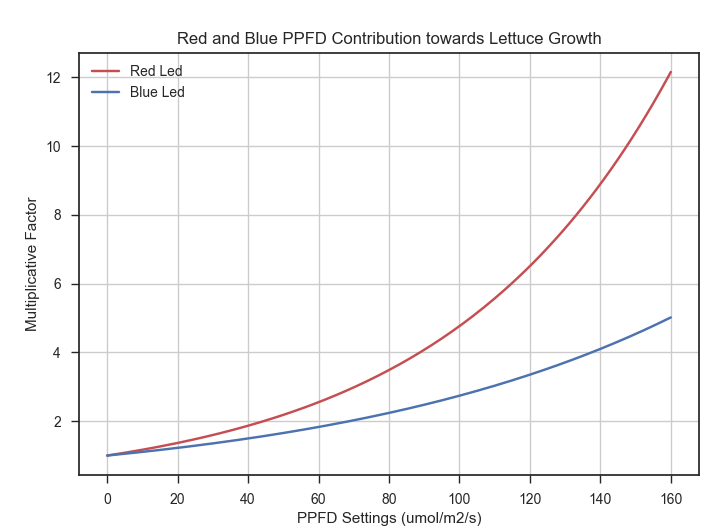 Red and Blue PPFD Contribution towards Lettuce Growth
Red Led
Blue Led
Multiplicative Factor
12
10
8
6
4
2
0 20 40 60 80 100 120 140 160
PPFD Settings (umol/m2/s)